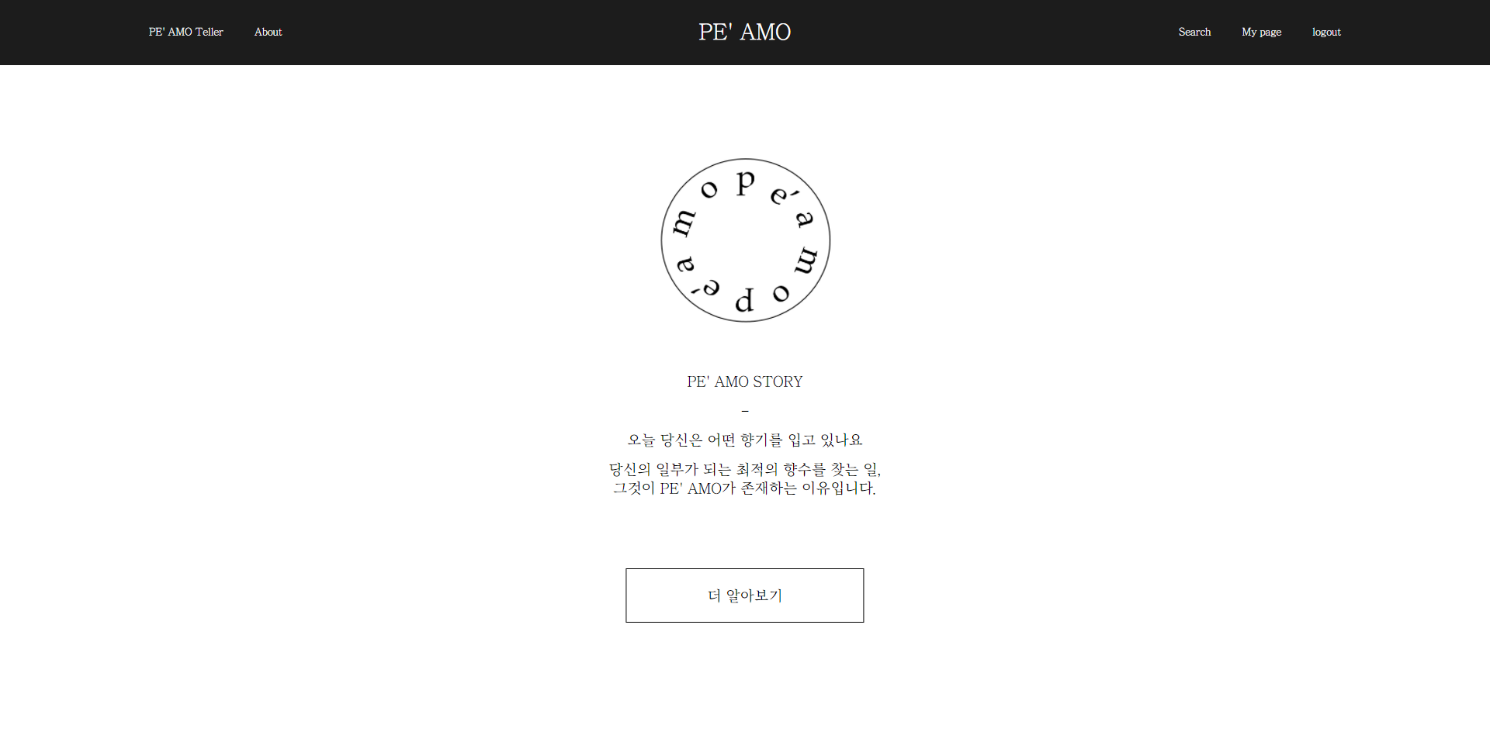 PE' AMO Teller
About
PE' AMO
Search
My page
logout
pe´amope´amo
PE' AMO STORY
–
오늘 당신은 어떤 향기를 입고 있나요
당신의 일부가 되는 최적의 향수를 찾는 일,
그것이 PE' AMO가 존재하는 이유입니다.
더 알아보기